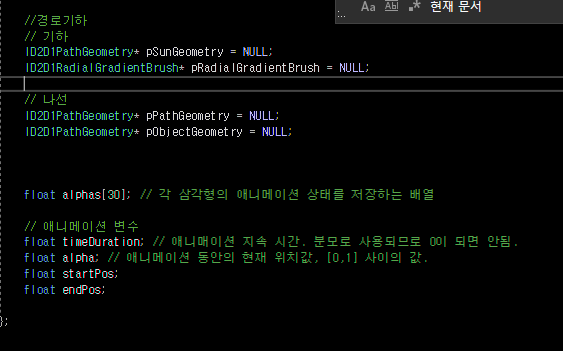 Aa Ab .* 현재 문서
//경로기하
// 기하
ID2D1PathGeometry* pSunGeometry = NULL;
ID2D1RadialGradientBrush* pRadialGradientBrush = NULL;
// 나선
ID2D1PathGeometry* pPathGeometry = NULL;
ID2D1PathGeometry* pObjectGeometry = NULL;
float alphas[30]; // 각 삼각형의 애니메이션 상태를 저장하는 배열
// 애니메이션 변수
float timeDuration; // 애니매이션 지속 시간. 분모로 사용되므로 0이 되면 안됨.
float alpha; // 애니메이션 동안의 현재 위치값, [0,1] 사이의 값.
float startPos;
float endPos;
};